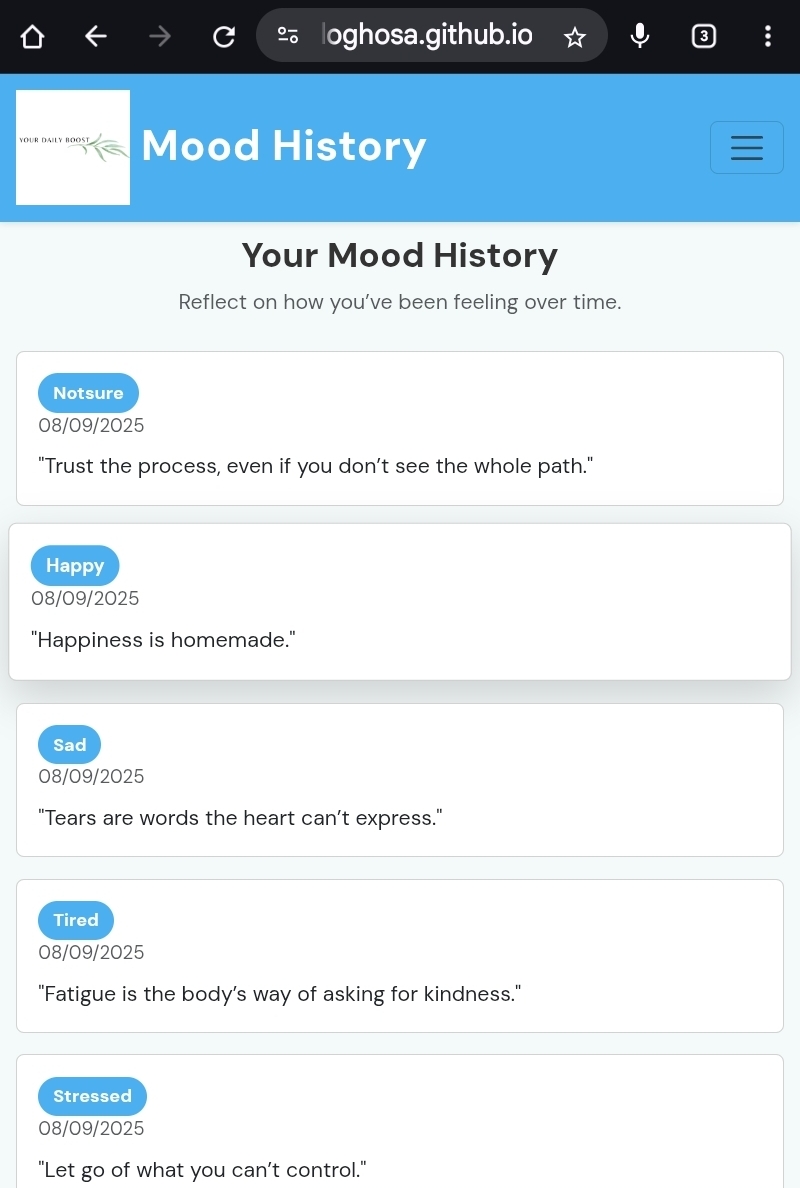 loghosa.github.io
3
YOUR DAILY BOOST
Mood History
Your Mood History
Reflect on how you’ve been feeling over time.
Notsure
08/09/2025
"Trust the process, even if you don’t see the whole path."
Happy
08/09/2025
"Happiness is homemade."
Sad
08/09/2025
"Tears are words the heart can’t express."
Tired
08/09/2025
"Fatigue is the body’s way of asking for kindness."
Stressed
08/09/2025
"Let go of what you can’t control."